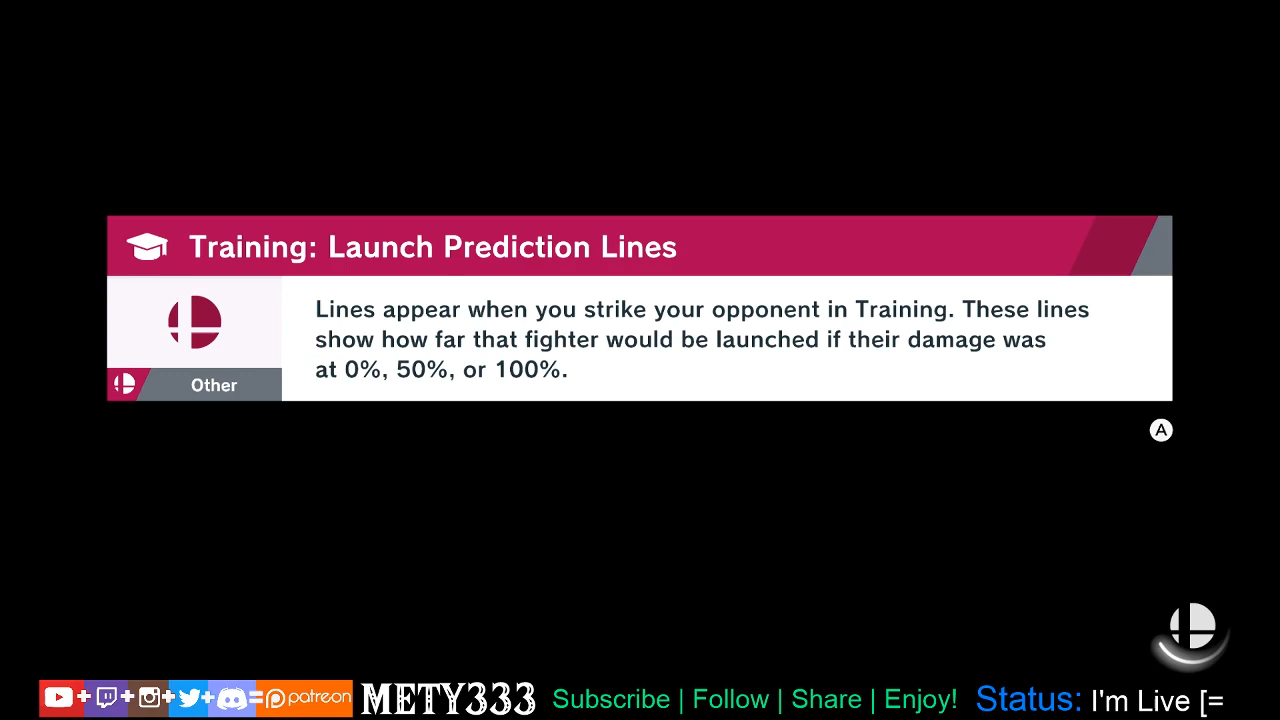 Training: Launch Prediction Lines
Lines appear when you strike your opponent in Training. These lines
show how far that fighter would be launched if their damage was
at 0%, 50%, or 100%.
Other
A
+ + + + = patreon METY333 Subscribe | Follow | Share | Enjoy! Status: I'm Live [=